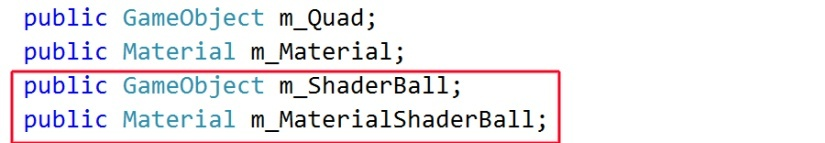 public GameObject m_Quad;
public Material m_Material;
public GameObject m_ShaderBall;
public Material m_MaterialShaderBall;